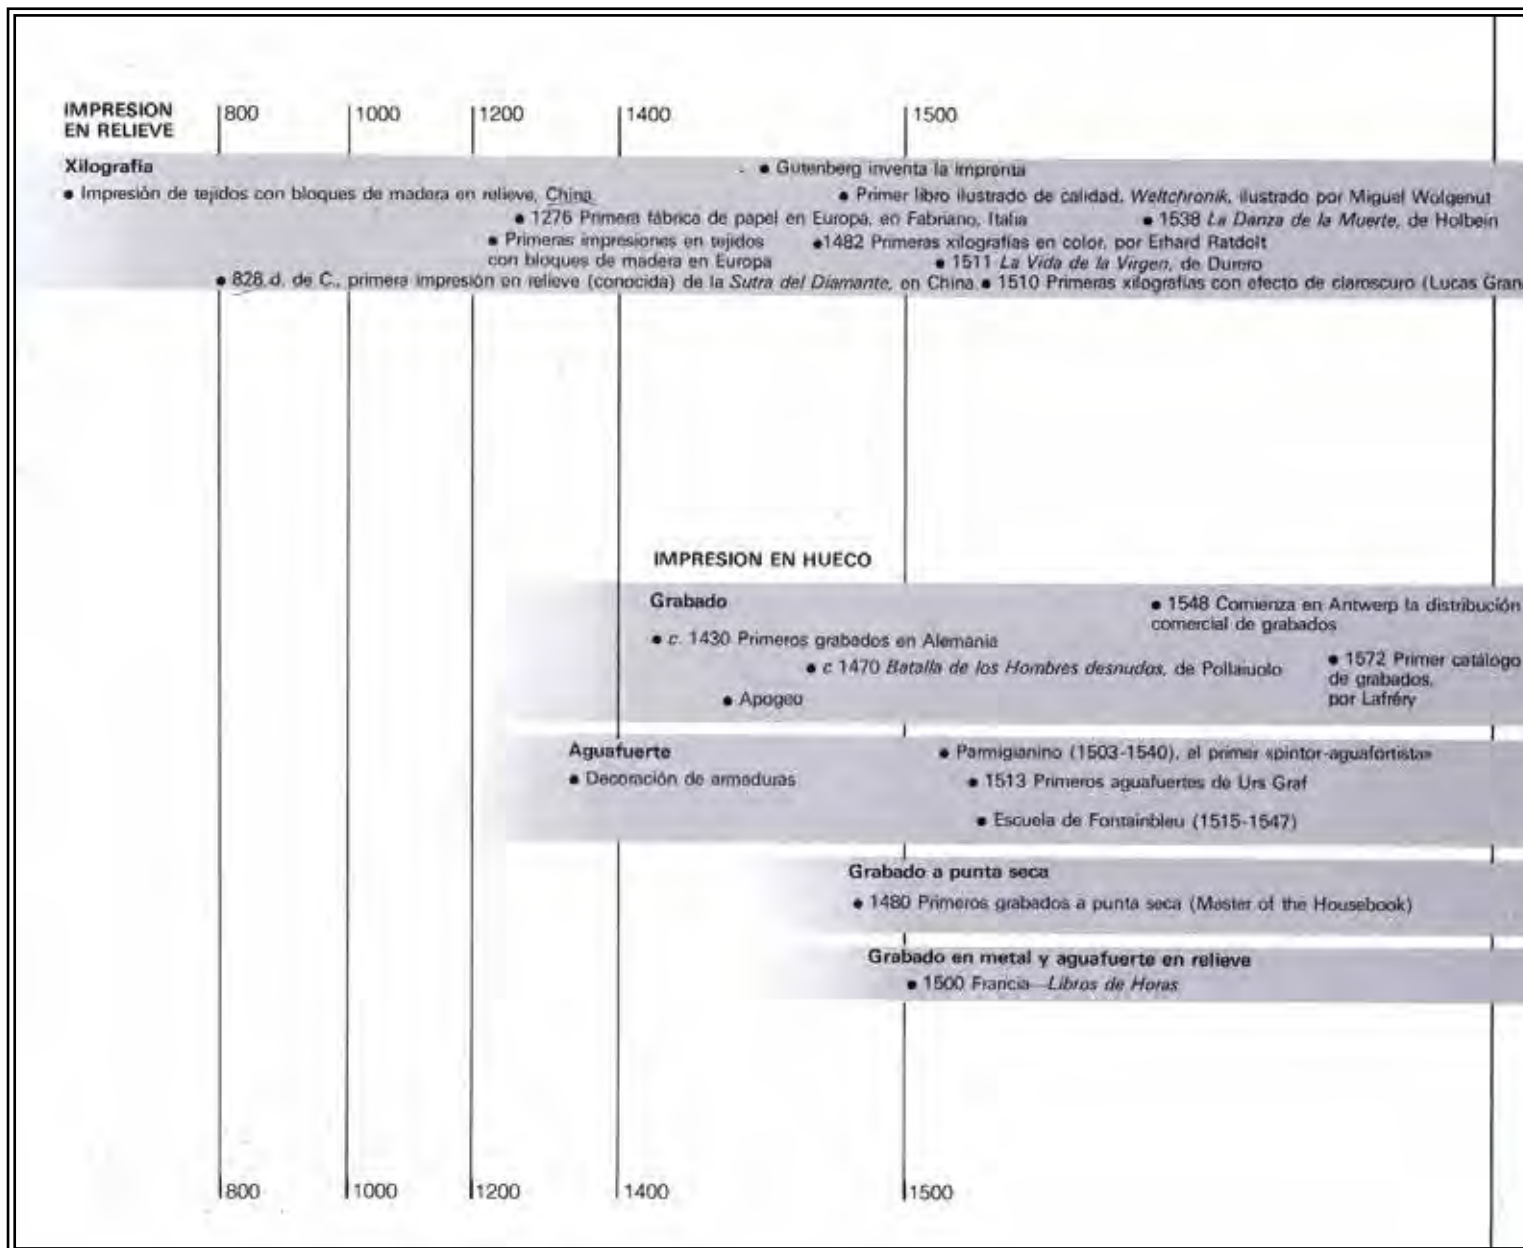 IMPRESION
EN RELIEVE
800
1000
1200
1400
1500
Xilografía
● Gutenberg inventa la imprenta
● Impresión de tejidos con bloques de madera en relieve, China
● Primer libro ilustrado de calidad, Weltchronik, ilustrado por Miguel Wolgenut
● 1276 Primera fábrica de papel en Europa, en Fabriano, Italia
● 1538 La Danza de la Muerte, de Holbein
● Primeras impresiones en tejidos
con bloques de madera en Europa
●1482 Primeras xilografías en color, por Erhard Ratdolt
● 1511 La Vida de la Virgen, de Durero
● 828 d. de C., primera impresión en relieve (conocida) de la Sutra del Diamante, en China
● 1510 Primeras xilografías con efecto de claroscuro (Lucas Gran
IMPRESION EN HUECO
Grabado
● 1548 Comienza en Antwerp la distribución
comercial de grabados
● c. 1430 Primeros grabados en Alemania
● c 1470 Batalla de los Hombres desnudos, de Pollaiuolo
● 1572 Primer catálogo
de grabados,
por Lafréry
● Apogeo
Aguafuerte
● Decoración de armaduras
● Parmigianino (1503-1540), el primer «pintor-aguafortista»
● 1513 Primeros aguafuertes de Urs Graf
● Escuela de Fontainbleu (1515-1547)
Grabado a punta seca
● 1480 Primeros grabados a punta seca (Master of the Housebook)
Grabado en metal y aguafuerte en relieve
● 1500 Francia—Libros de Horas
800
1000
1200
1400
1500